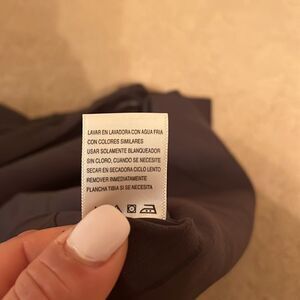 LAVAR EN LAVADORA CON AGUA FRIA
CON COLORES SIMILARES
USAR SOLAMENTE BLANQUEADOR
SIN CLORO, CUANDO SE NECESITE
SECAR EN SECADORA CICLO LENTO
REMOVER INMEDIATAMENTE
PLANCHA TIBIA SI SE NECESITA